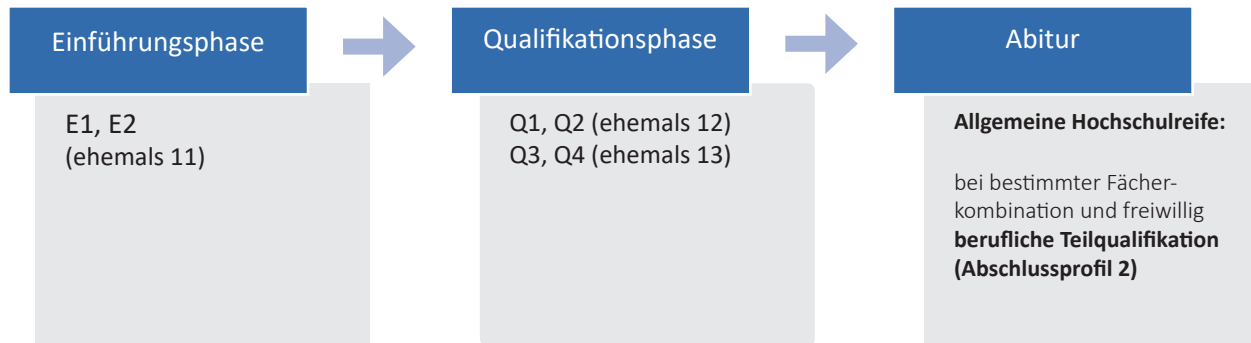 Einführungsphase
E1, E2
(ehemals 11)
Qualifikationsphase
Q1, Q2 (ehemals 12)
Q3, Q4 (ehemals 13)
Abitur
Allgemeine Hochschulreife:
bei bestimmter Fächer-
kombination und freiwillig
berufliche Teilqualifikation
(Abschlussprofil 2)